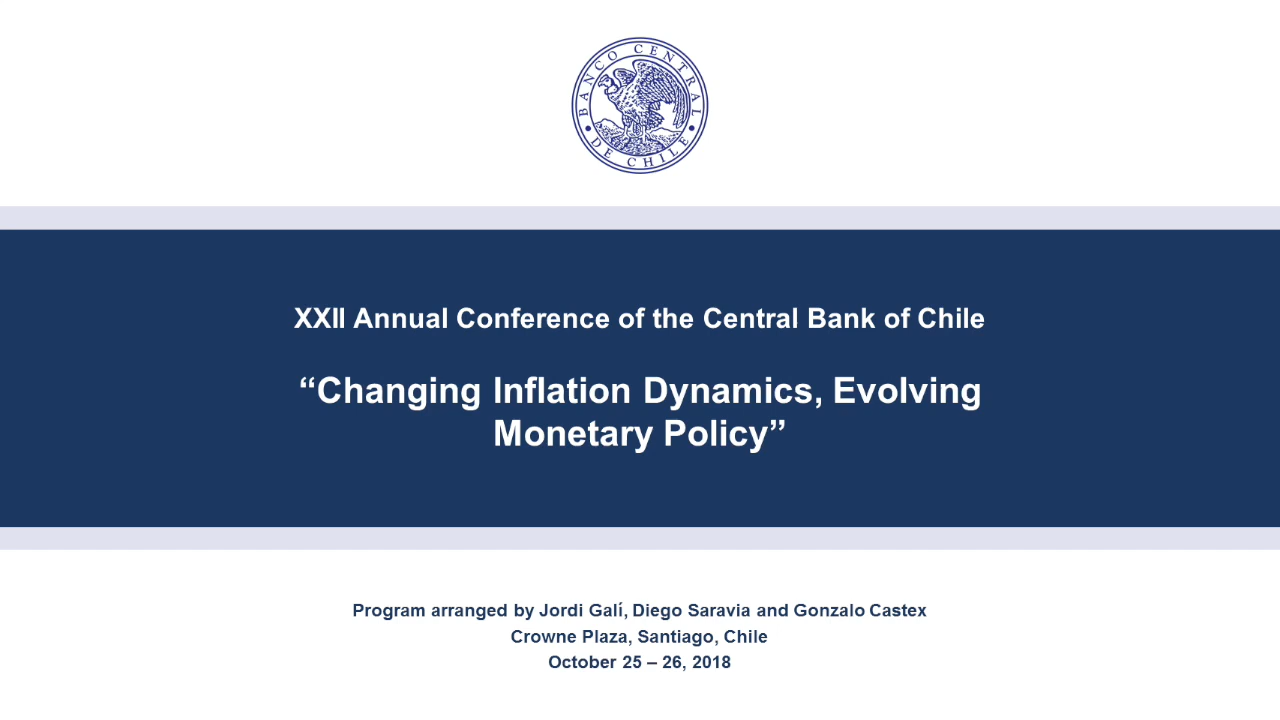 BANCO CENTRAL
DE CHILE
XXII Annual Conference of the Central Bank of Chile
“Changing Inflation Dynamics, Evolving
Monetary Policy”
Program arranged by Jordi Galí, Diego Saravia and Gonzalo Castex
Crowne Plaza, Santiago, Chile
October 25 – 26, 2018